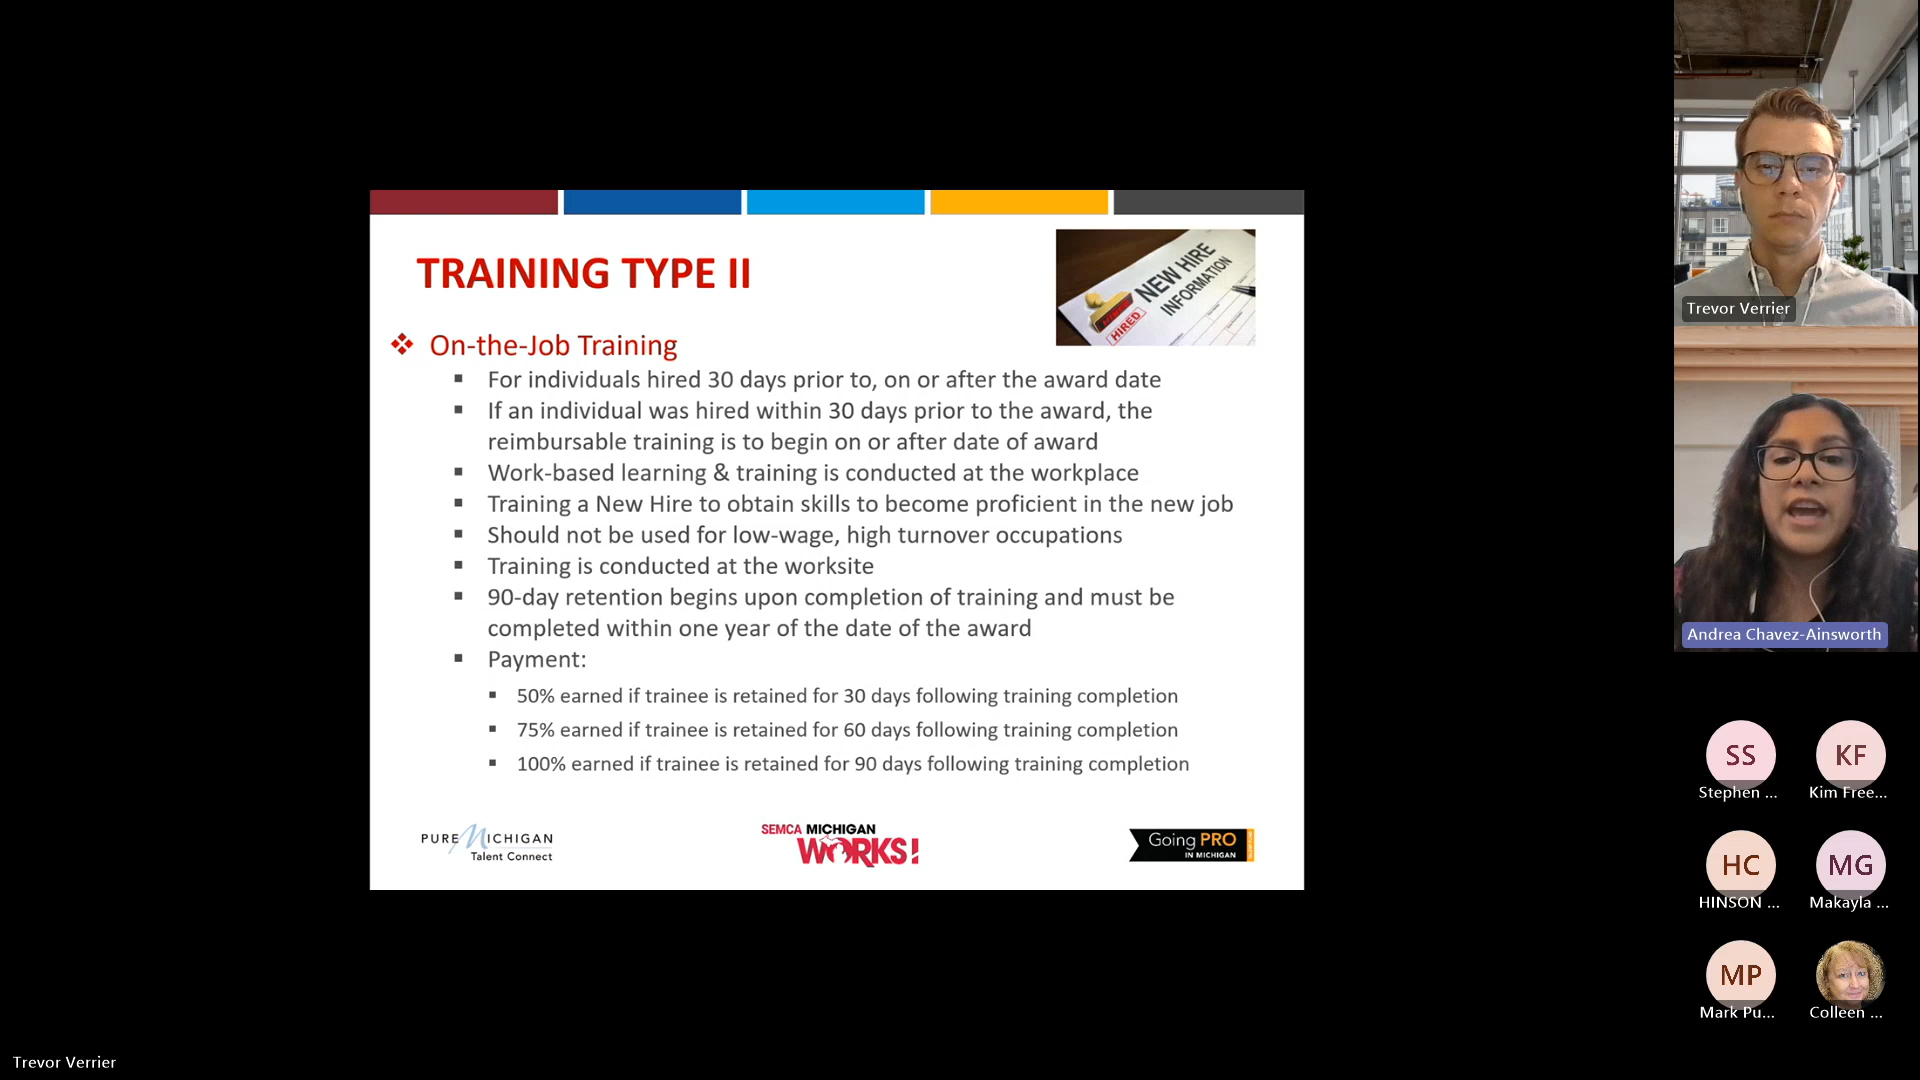 TRAINING TYPE II
NEW HIRE
INFORMATION
HIRED
❖ On-the-Job Training
▪ For individuals hired 30 days prior to, on or after the award date
▪ If an individual was hired within 30 days prior to the award, the
reimbursable training is to begin on or after date of award
▪ Work-based learning & training is conducted at the workplace
▪ Training a New Hire to obtain skills to become proficient in the new job
▪ Should not be used for low-wage, high turnover occupations
▪ Training is conducted at the worksite
▪ 90-day retention begins upon completion of training and must be
completed within one year of the date of the award
▪ Payment:
▪ 50% earned if trainee is retained for 30 days following training completion
▪ 75% earned if trainee is retained for 60 days following training completion
▪ 100% earned if trainee is retained for 90 days following training completion
PURE MICHIGAN
Talent Connect
SEMCA MICHIGAN
WORKS!
Going PRO
IN MICHIGAN
Trevor Verrier
Andrea Chavez-Ainsworth
SS
Stephen ...
KF
Kim Free...
HC
HINSON ...
MG
Makayla ...
MP
Mark Pu...
Colleen ...
Trevor Verrier